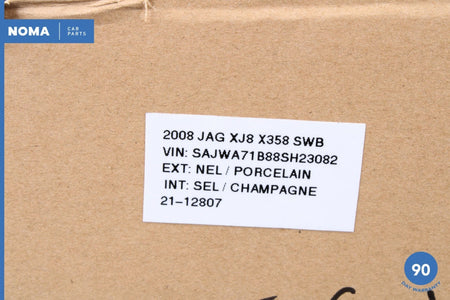 NOMA CAR PARTS
2008 JAG XJ8 X358 SWB
VIN: SAJWA71B88SH23082
EXT: NEL / PORCELAIN
INT: SEL / CHAMPAGNE
21-12807
90
DAY WARRANTY